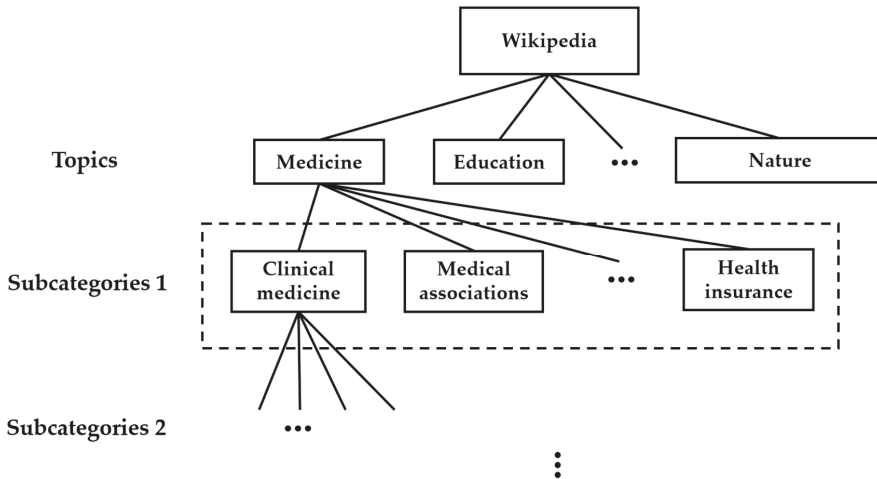 Wikipedia
Topics
Medicine
Education
...
Nature
Subcategories 1
Clinical
medicine
Medical
associations
...
Health
insurance
Subcategories 2
...